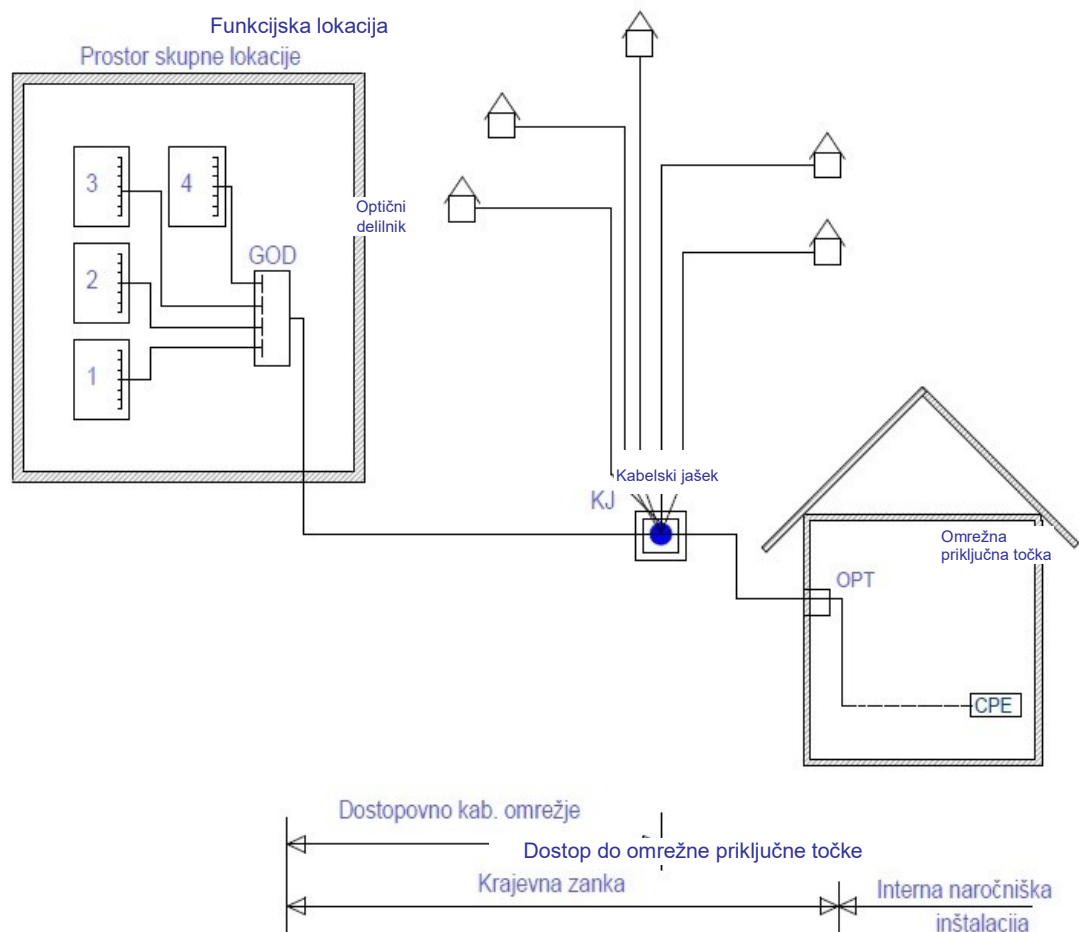 Funkcijska lokacija
Prostor skupne lokacije
3
4
Optični
delilnik
GOD
2
1
Kabelski jašek
KJ
Omrežna
priključna točka
OPT
CPE
Dostopovno kab. omrežje
Dostop do omrežne priključne točke
Krajevna zanka
Interna naročniška
inštalacija